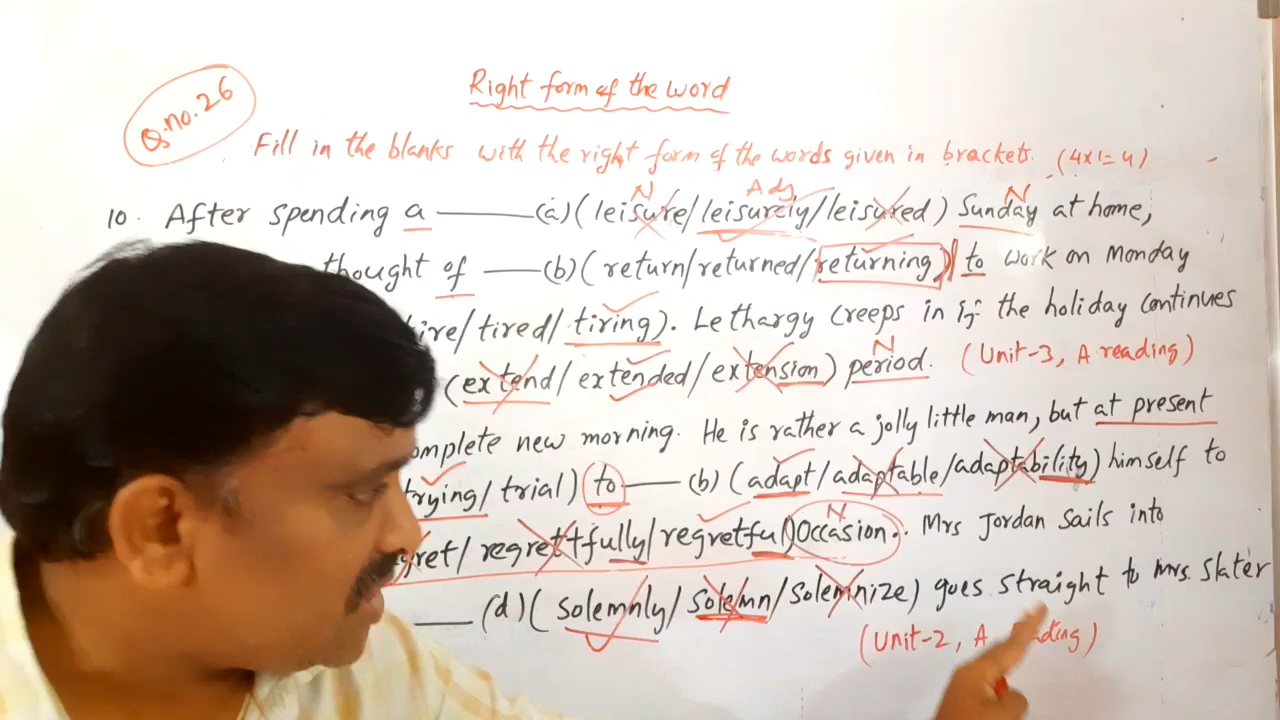 Right form of the word
Q.no.26
Fill in the blanks with the right form of the words given in brackets. (4x1=4)
N Adj N
10. After spending a ———(a)(leisure/leisurely/leisured) Sunday at home,
thought of ——(b)(return/returned/returning) to work on Monday
ire/tired/tiring). Lethargy creeps in if the holiday continues
N
(extend/extended/extension) period. (Unit-3, A reading)
omplete new morning. He is rather a jolly little man, but at present
trying/trial) to ——(b)(adapt/adaptable/adaptability) himself to
N
gret/regrettfully/regretful) Occasion. Mrs Jordan sails into
——(d)(solemnly/solemn/solemnize) goes straight to Mrs. Slater
(Unit-2, A ading)